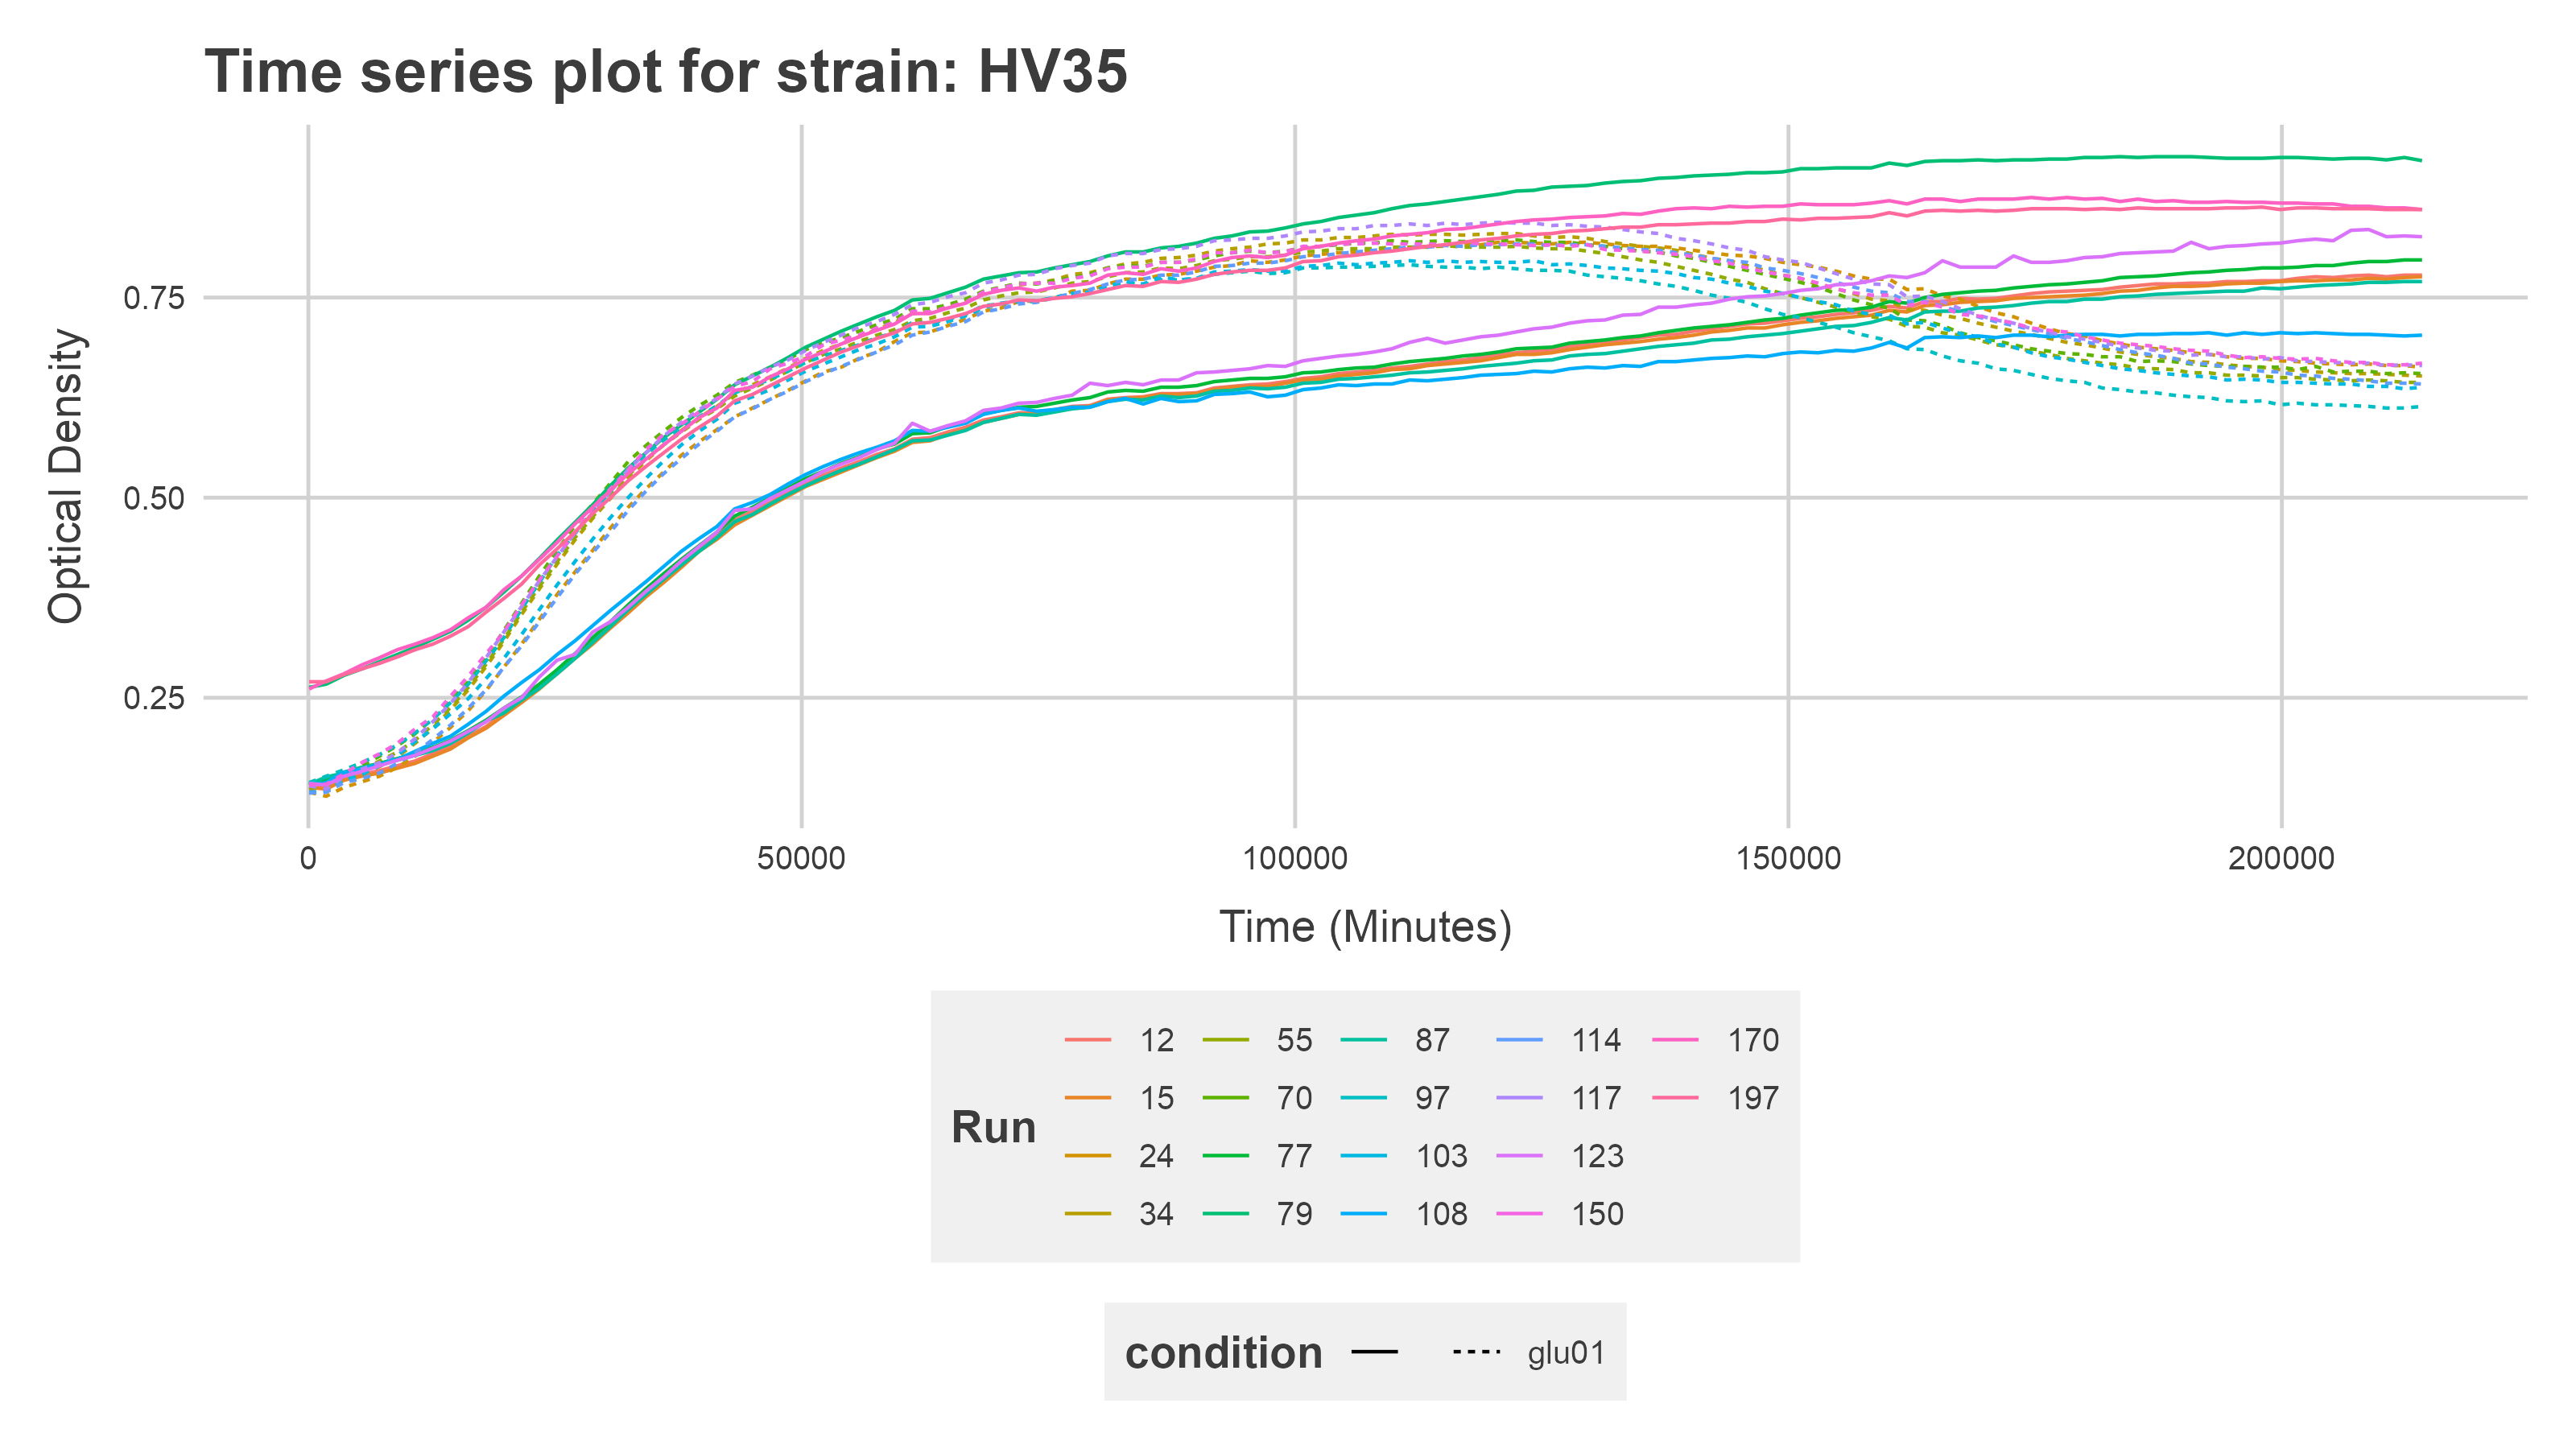 Time series plot for strain: HV35
Optical Density
0.75
0.50
0.25
0 50000 100000 150000 200000
Time (Minutes)
Run
12 55 87 114 170
15 70 97 117 197
24 77 103 123
34 79 108 150
condition glu01